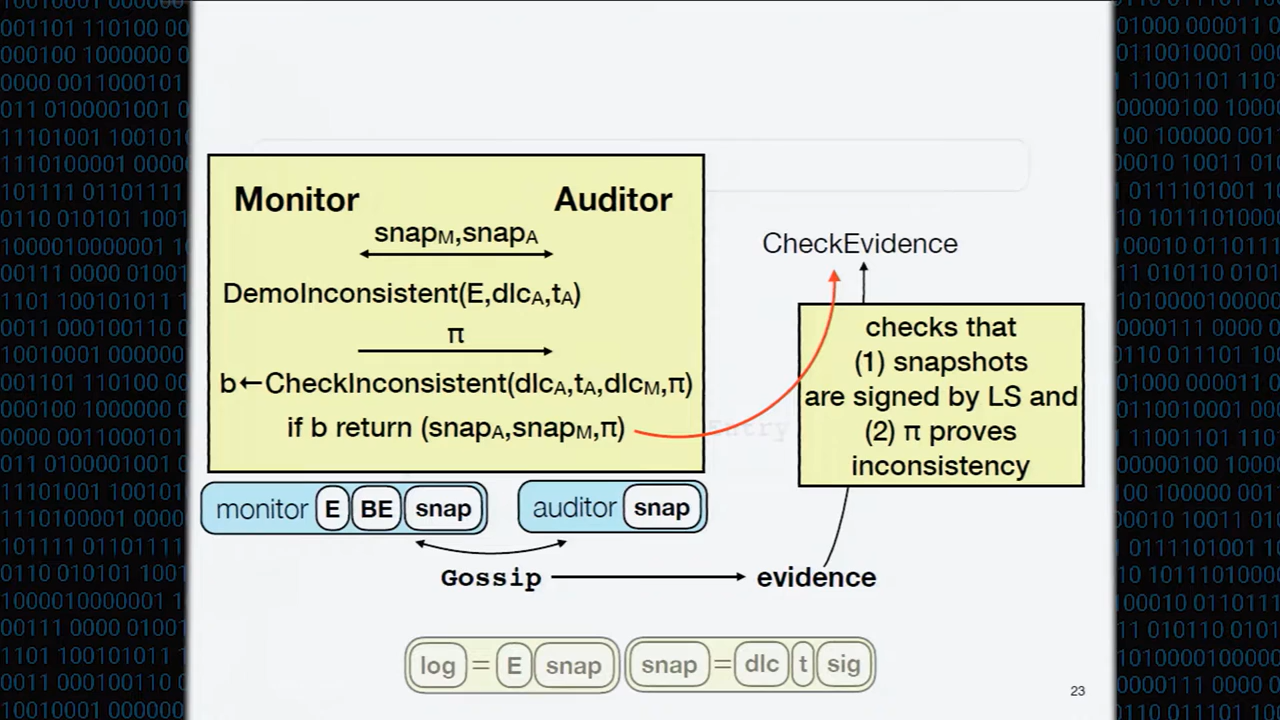 Monitor Auditor
snapM,snapA
DemoInconsistent(E,dlcA,tA)
π
b←CheckInconsistent(dlcA,tA,dlcM,π)
if b return (snapA,snapM,π)
CheckEvidence
checks that
(1) snapshots
are signed by LS and
(2) π proves
inconsistency
Entry
monitor E BE snap
auditor snap
Gossip
evidence
log = E snap
snap = dlc t sig
23